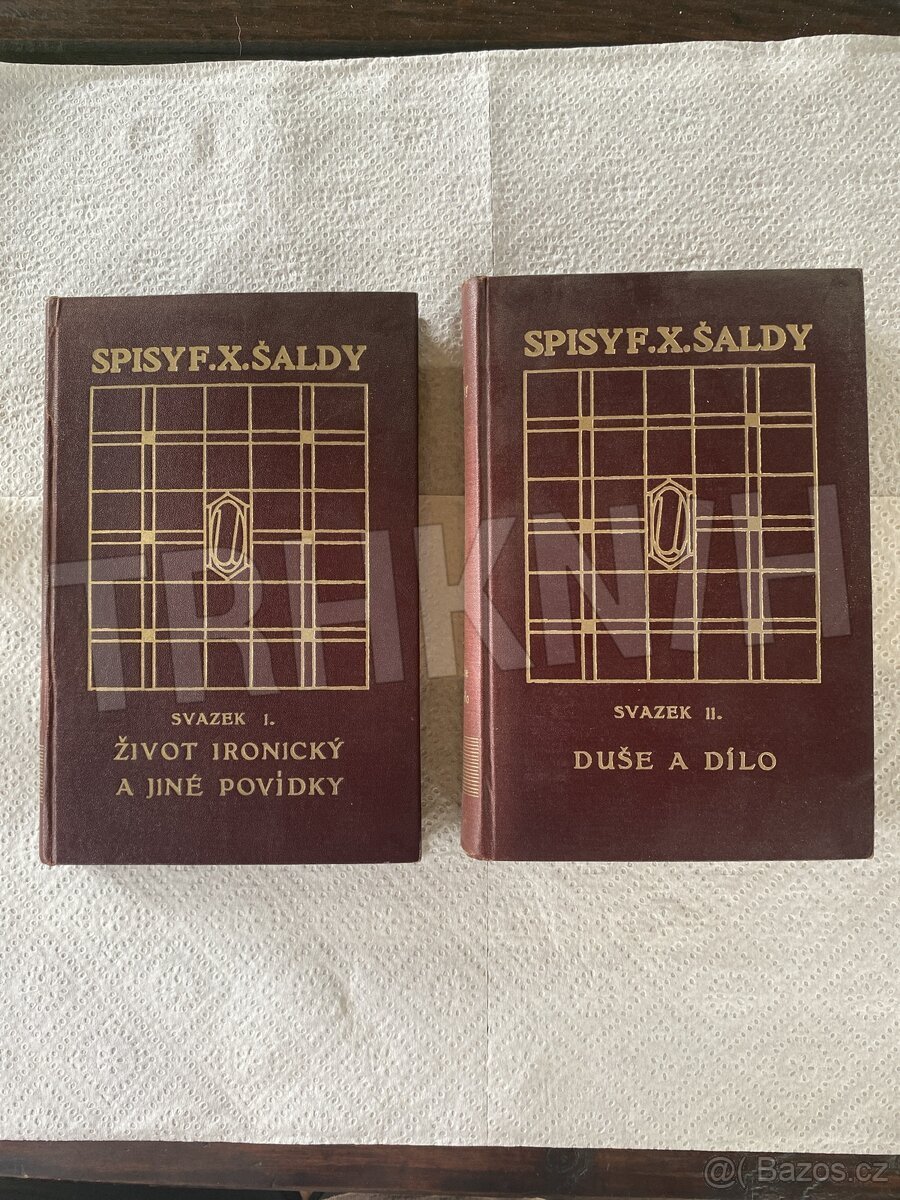 SPISY F. X. ŠALDY
SVAZEK I.
ŽIVOT IRONICKÝ
A JINÉ POVÍDKY
SPISY F. X. ŠALDY
SVAZEK II.
DUŠE A DÍLO
TRHKNIH
@( Bazos.cz